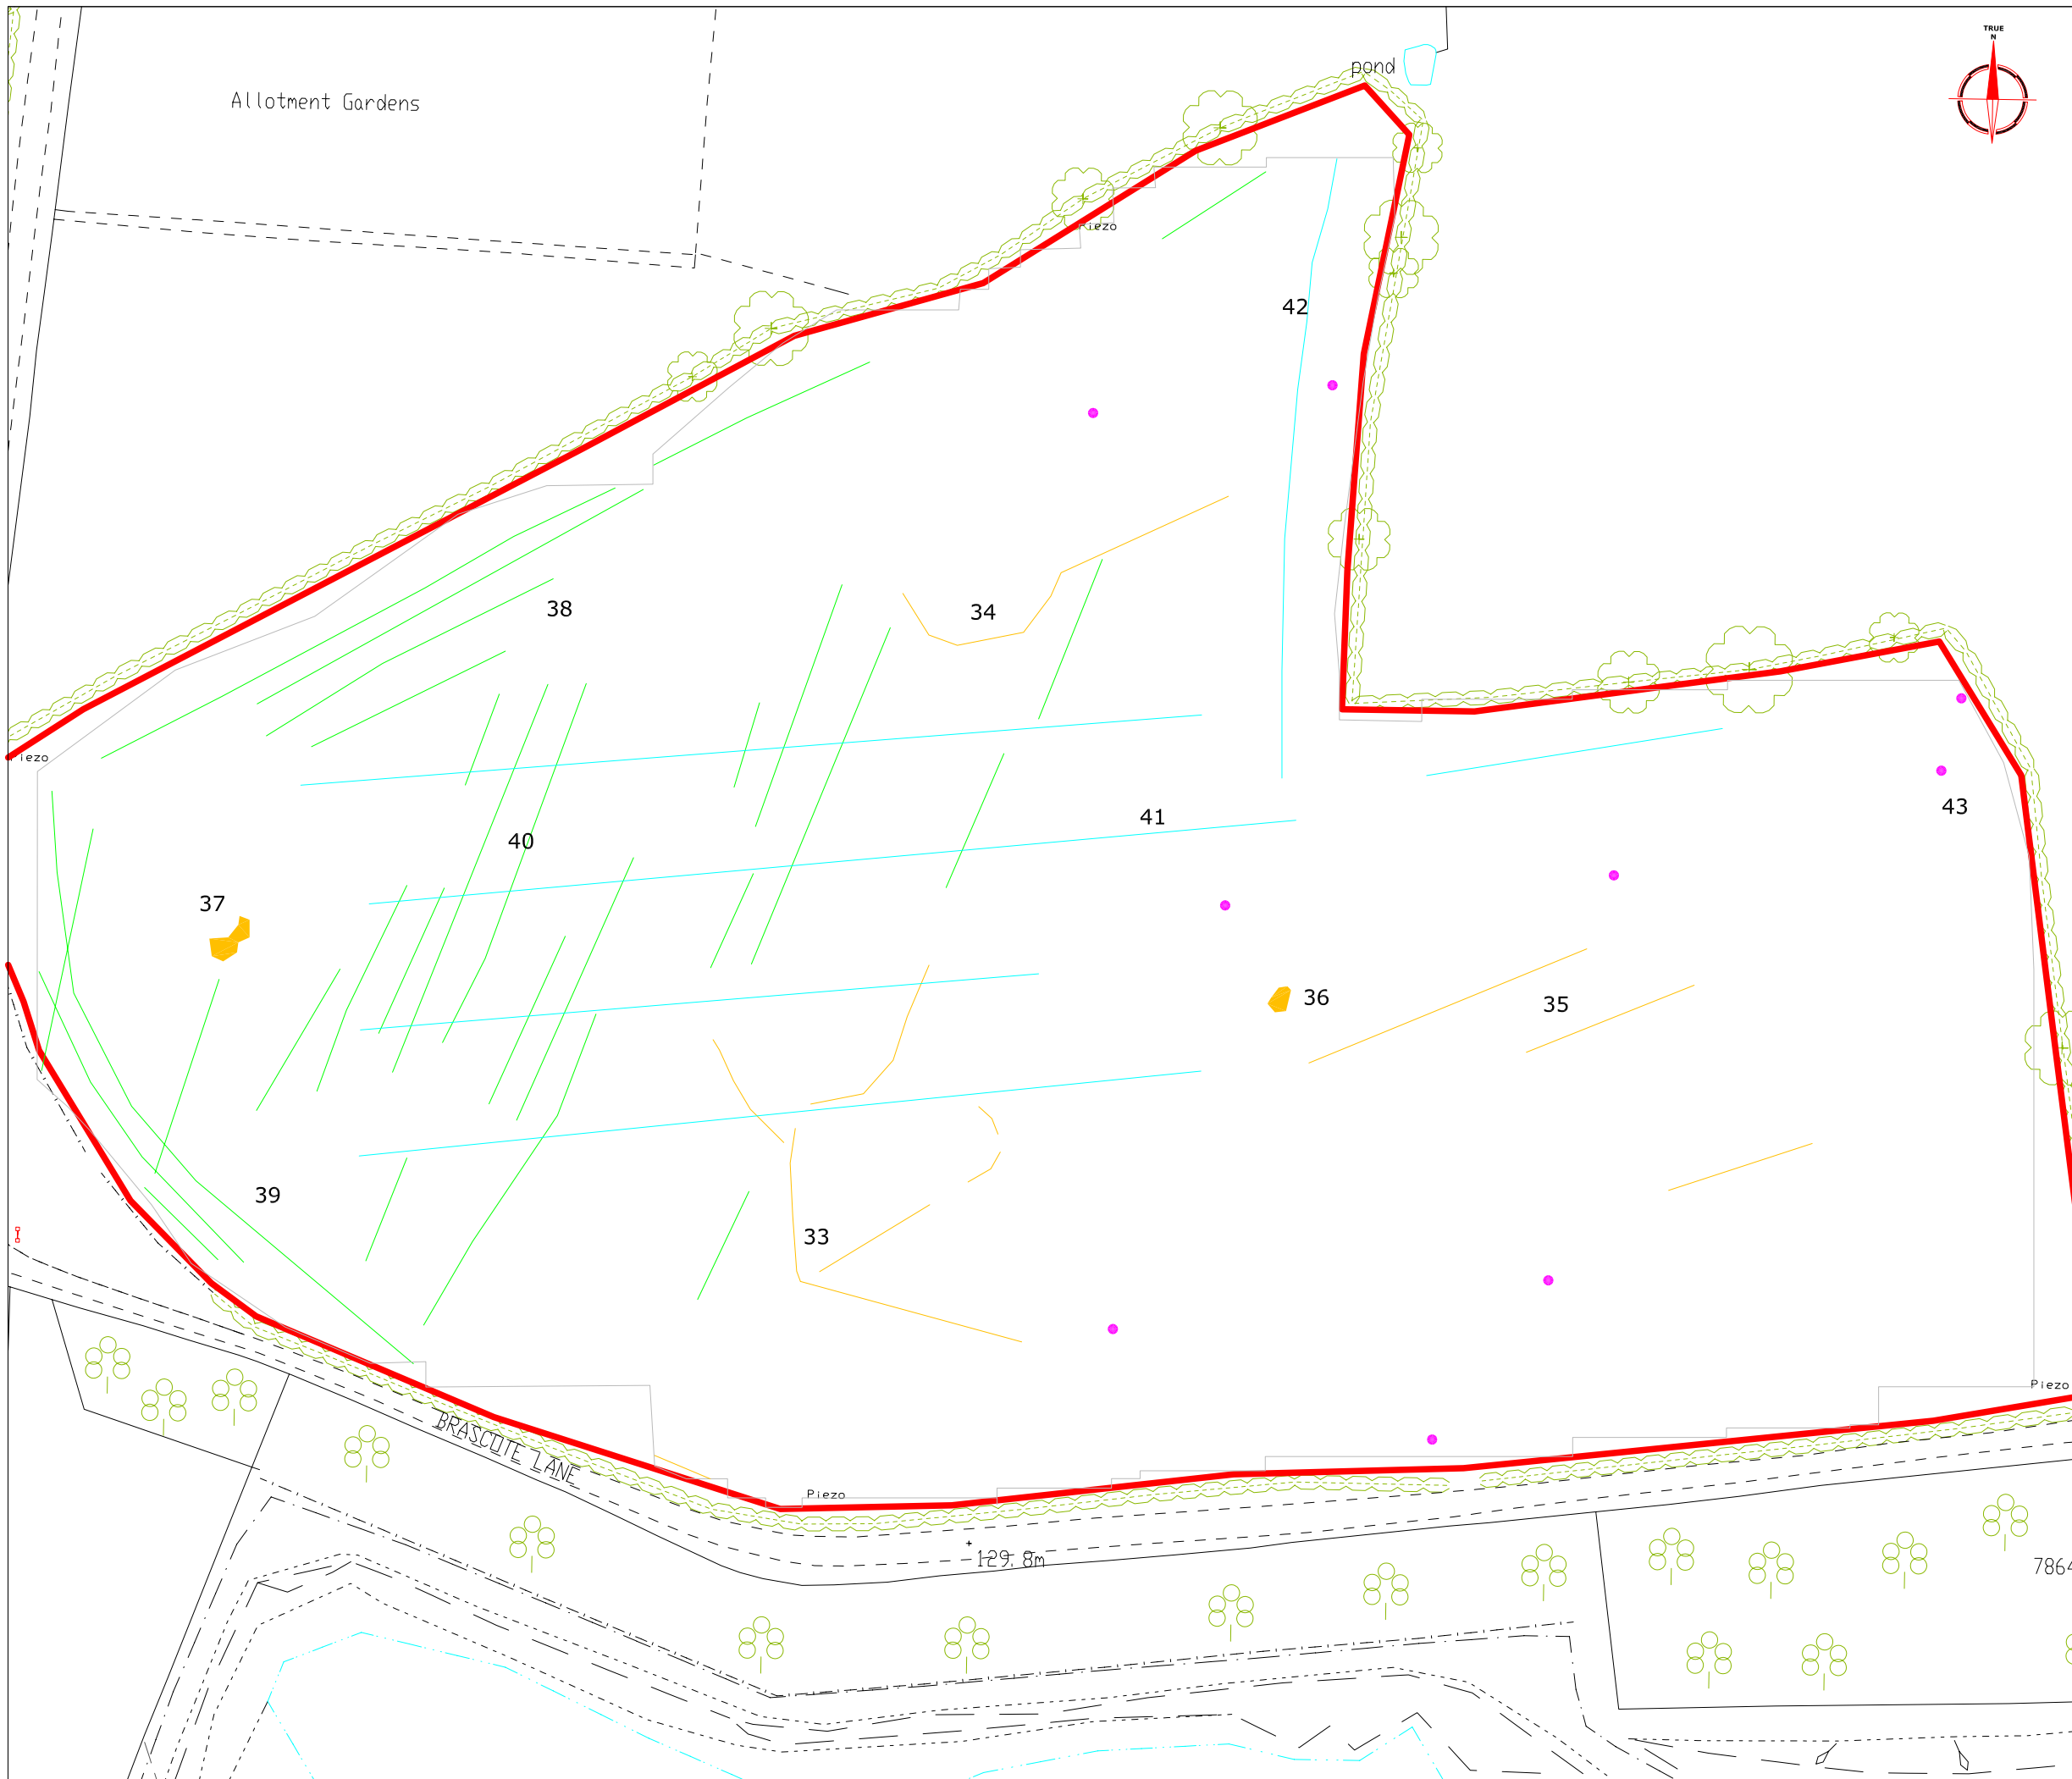 TRUE
N
pond
Allotment Gardens
Piezo
42
38
34
Piezo
43
41
40
37
36
35
39
33
Piezo
BRASCOTE LANE
Piezo
129.8m
7864